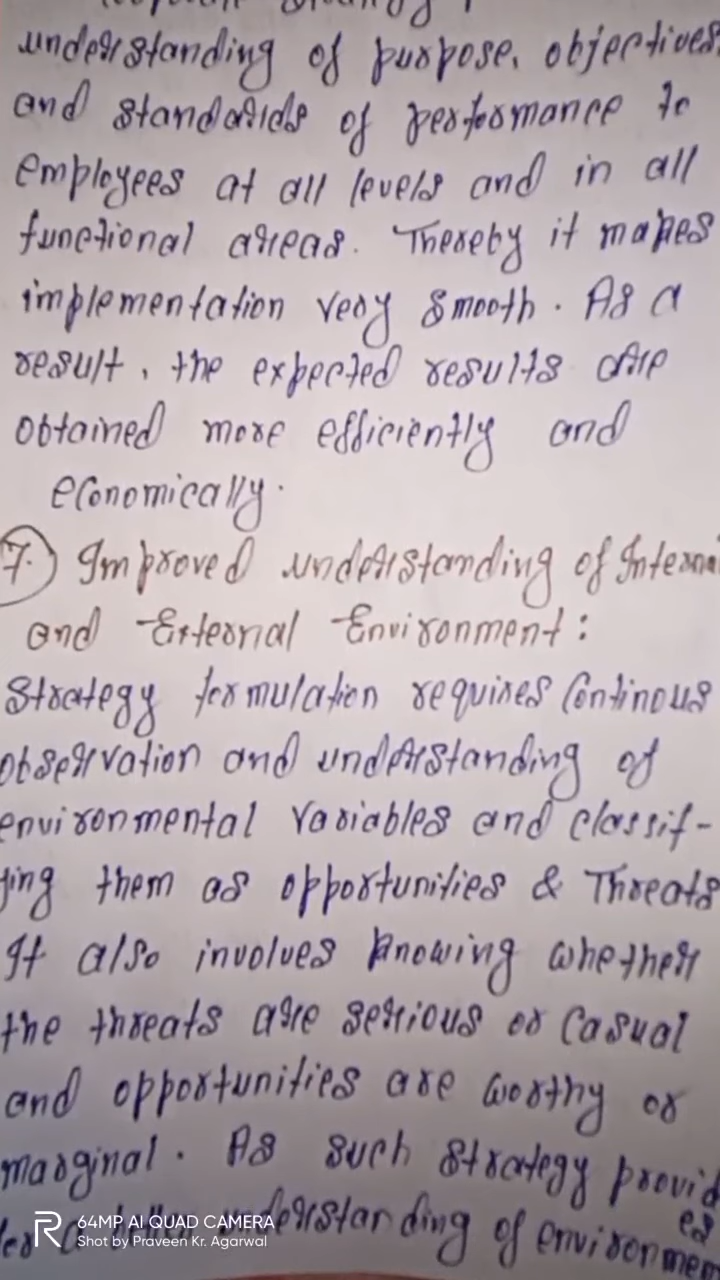 understanding of purpose, objectives
and standards of performance to
employees at all levels and in all
functional areas. Thereby it makes
implementation very smooth. As a
result, the expected results are
obtained more efficiently and
economically.
7. Improved understanding of Interna
and External Environment:
Strategy formulation requires Continous
observation and understanding of
environmental variables and classif-
ying them as opportunities & Threats
It also involves knowing whether
the threats are serious or casual
and opportunities are worthy or
marginal. As such strategy provid
es
understanding of environmen
64MP AI QUAD CAMERA
Shot by Praveen Kr. Agarwal